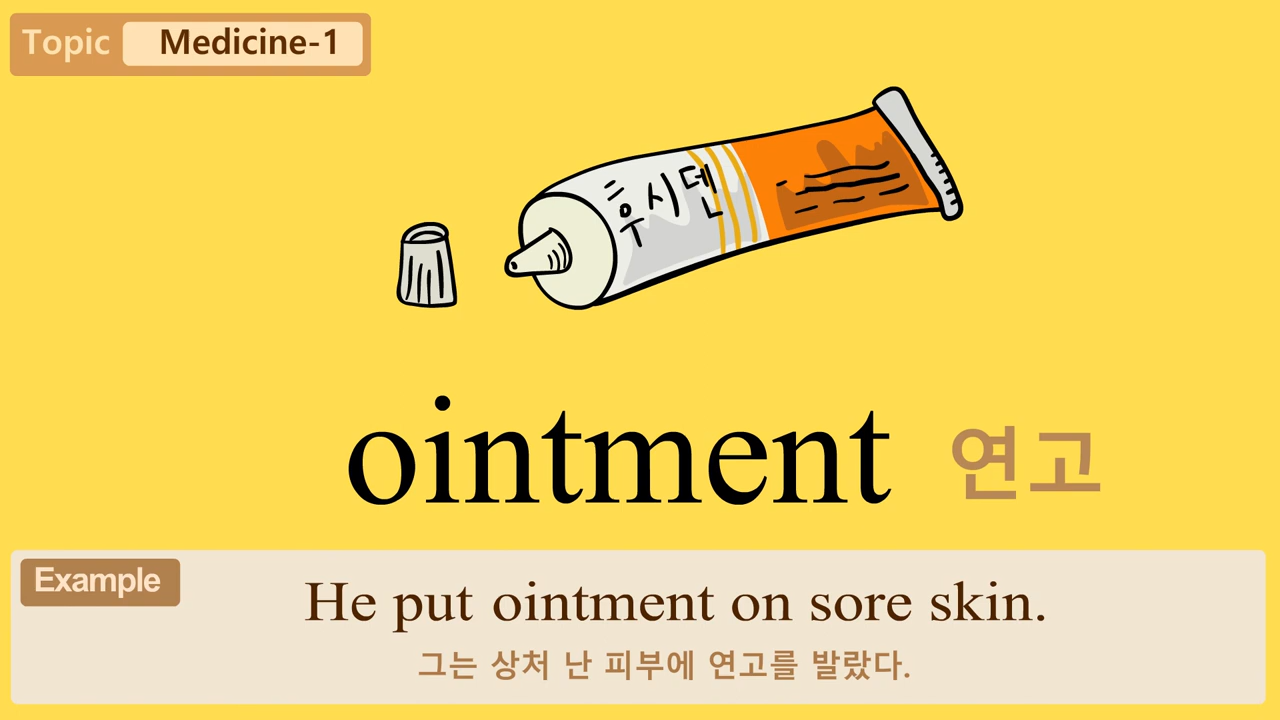 Topic Medicine-1
후시덴
ointment 연고
Example
He put ointment on sore skin.
그는 상처 난 피부에 연고를 발랐다.